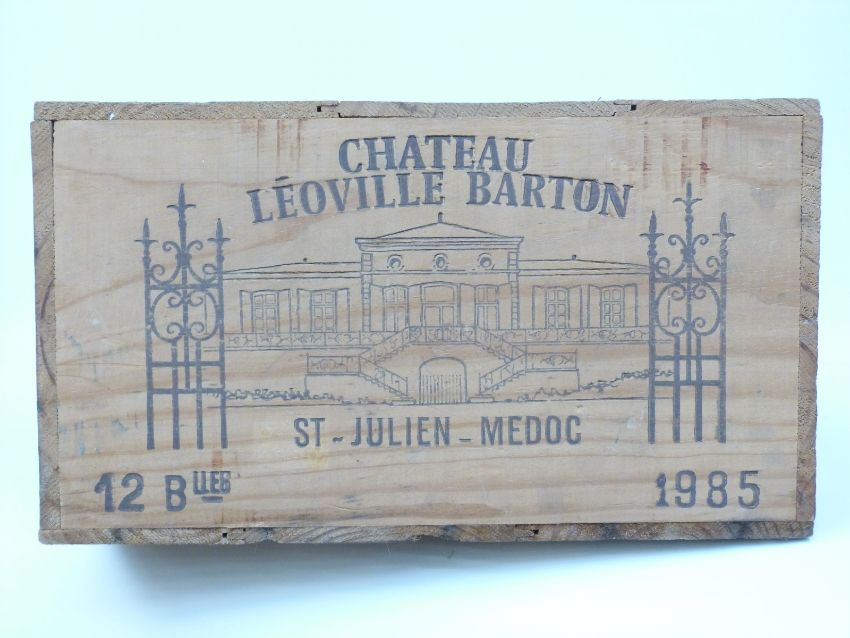 CHATEAU
LÉOVILLE BARTON
ST-JULIEN-MEDOC
12 BLLES 1985